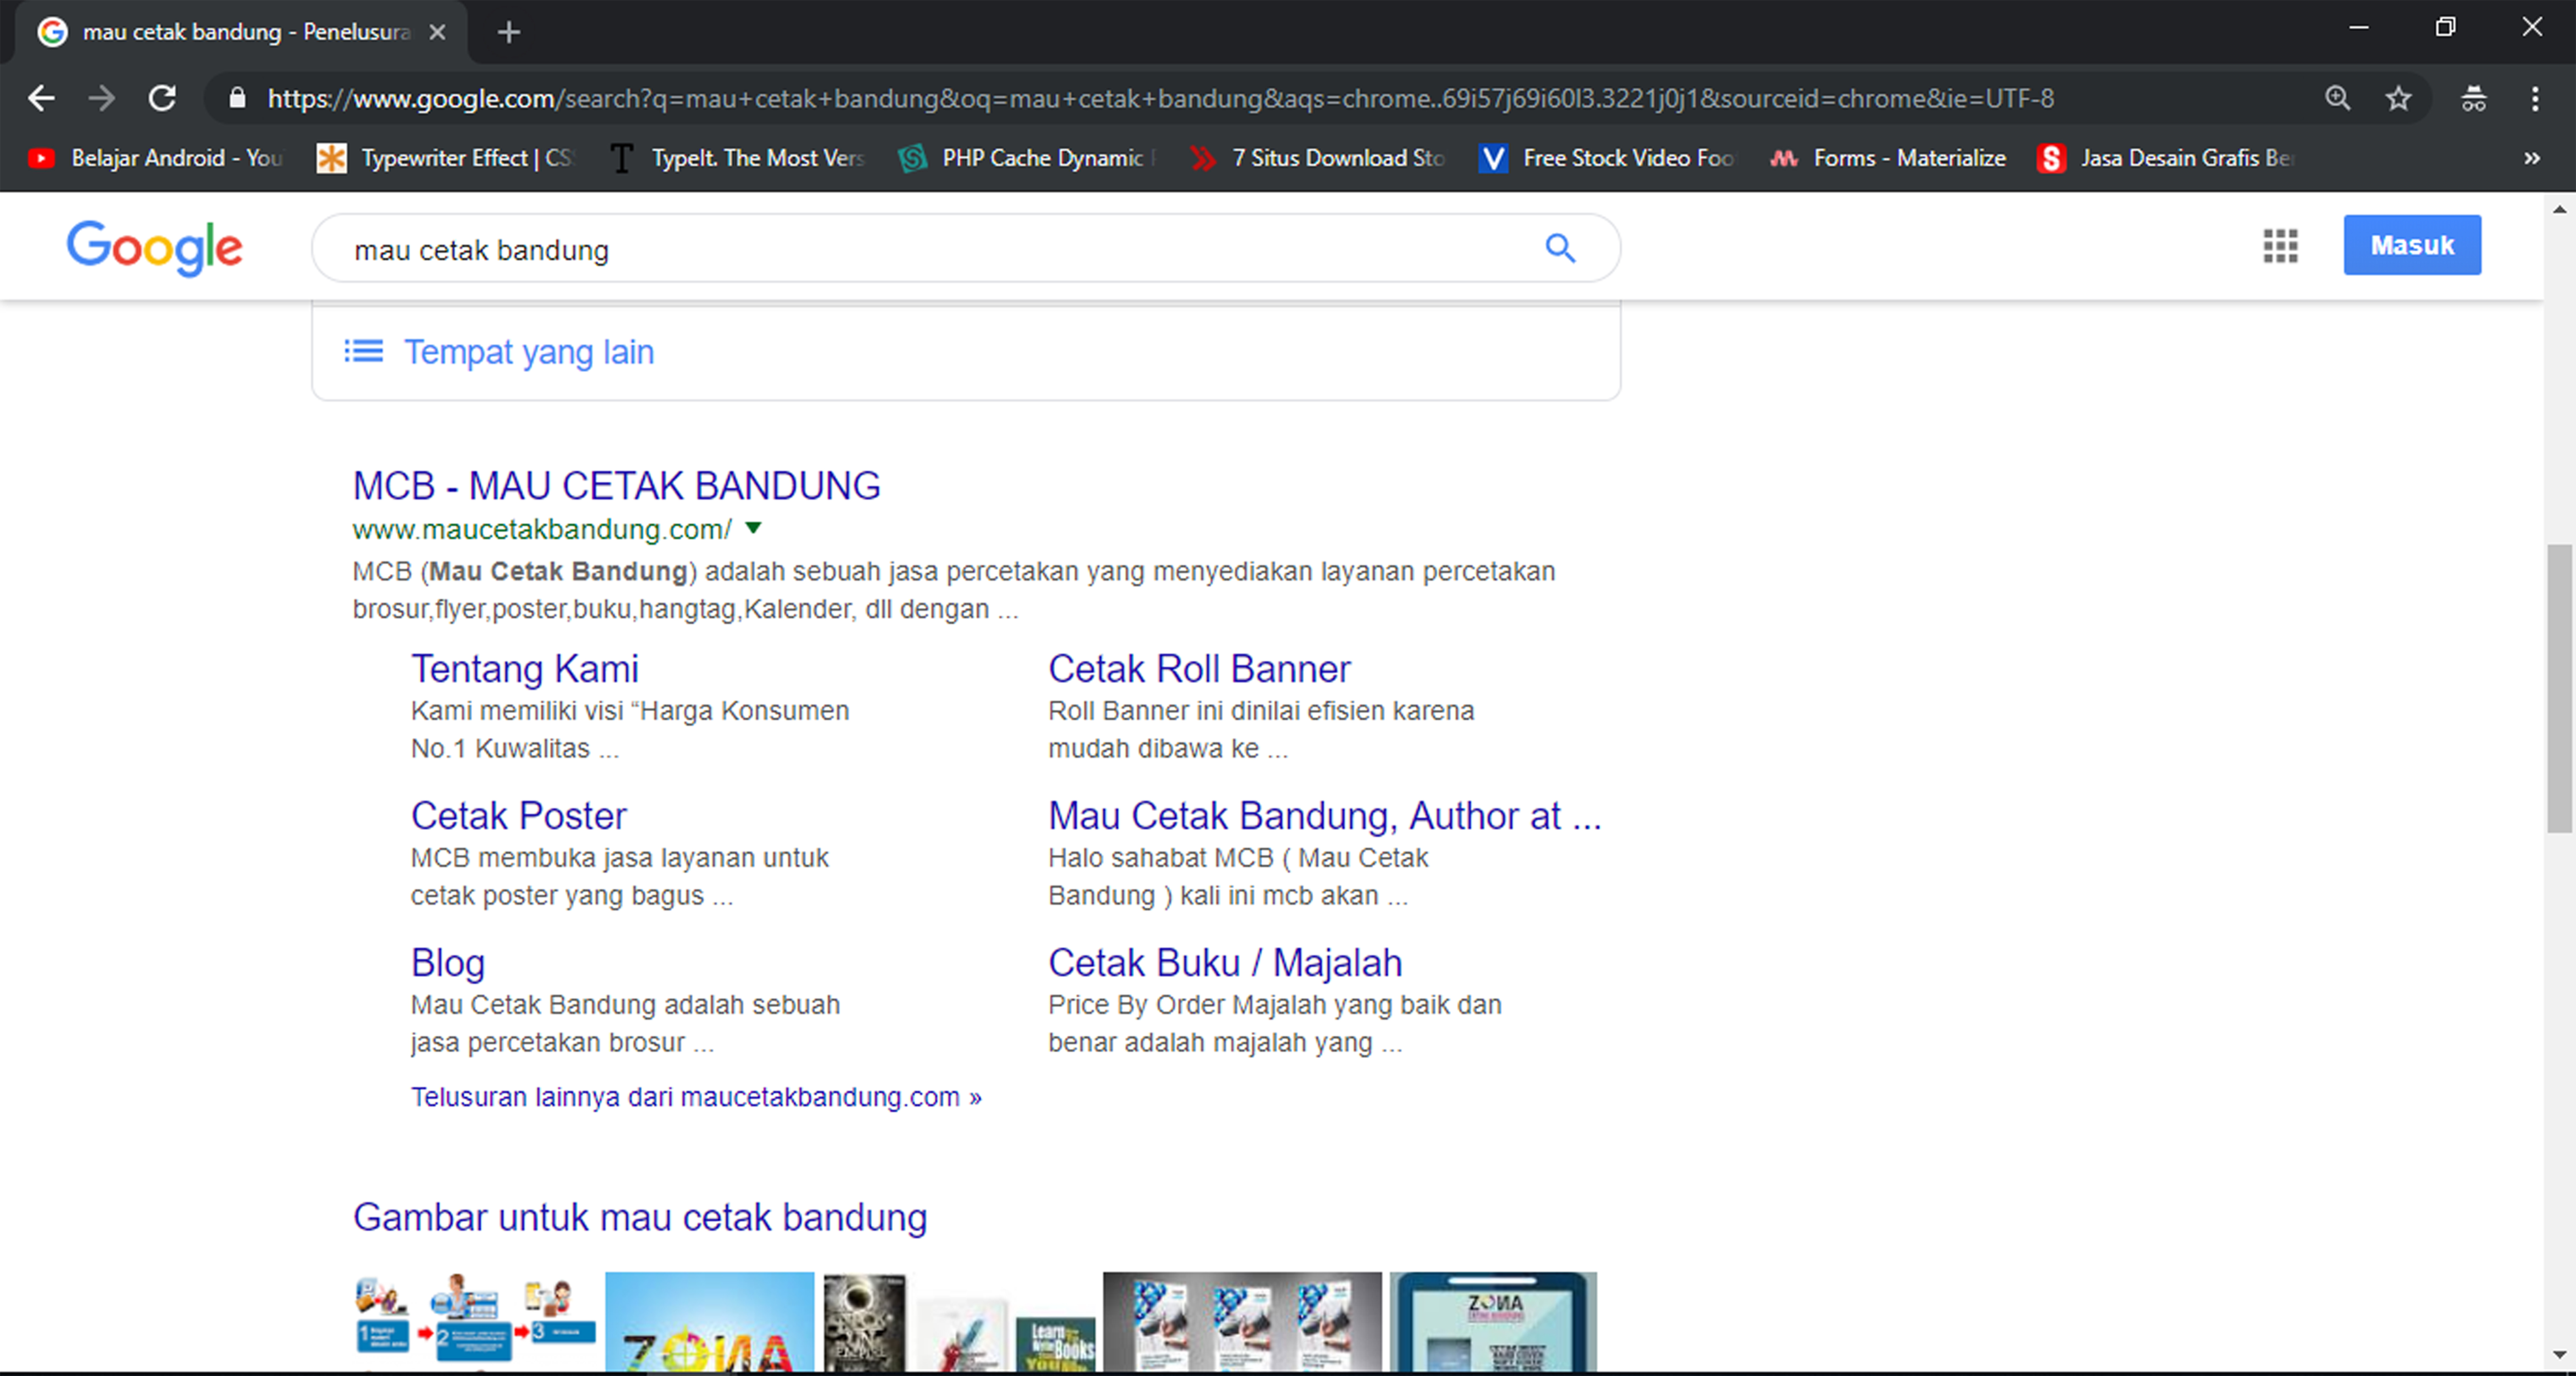 mau cetak bandung - Penelusura
https://www.google.com/search?q=mau+cetak+bandung&oq=mau+cetak+bandung&aqs=chrome..69i57j69i60l3.3221j0j1&sourceid=chrome&ie=UTF-8
Belajar Android - You
Typewriter Effect | CS
TypeIt. The Most Vers
PHP Cache Dynamic
7 Situs Download Sto
Free Stock Video Foo
Forms - Materialize
Jasa Desain Grafis Be
Google
mau cetak bandung
Masuk
Tempat yang lain
MCB - MAU CETAK BANDUNG
www.maucetakbandung.com/
MCB (Mau Cetak Bandung) adalah sebuah jasa percetakan yang menyediakan layanan percetakan
brosur,flyer,poster,buku,hangtag,Kalender, dll dengan ...
Tentang Kami
Kami memiliki visi “Harga Konsumen
No.1 Kuwalitas ...
Cetak Roll Banner
Roll Banner ini dinilai efisien karena
mudah dibawa ke ...
Cetak Poster
MCB membuka jasa layanan untuk
cetak poster yang bagus ...
Mau Cetak Bandung, Author at ...
Halo sahabat MCB ( Mau Cetak
Bandung ) kali ini mcb akan ...
Blog
Mau Cetak Bandung adalah sebuah
jasa percetakan brosur ...
Cetak Buku / Majalah
Price By Order Majalah yang baik dan
benar adalah majalah yang ...
Telusuran lainnya dari maucetakbandung.com »
Gambar untuk mau cetak bandung
1
2
3
ZONA
Learn
Books
ZONA